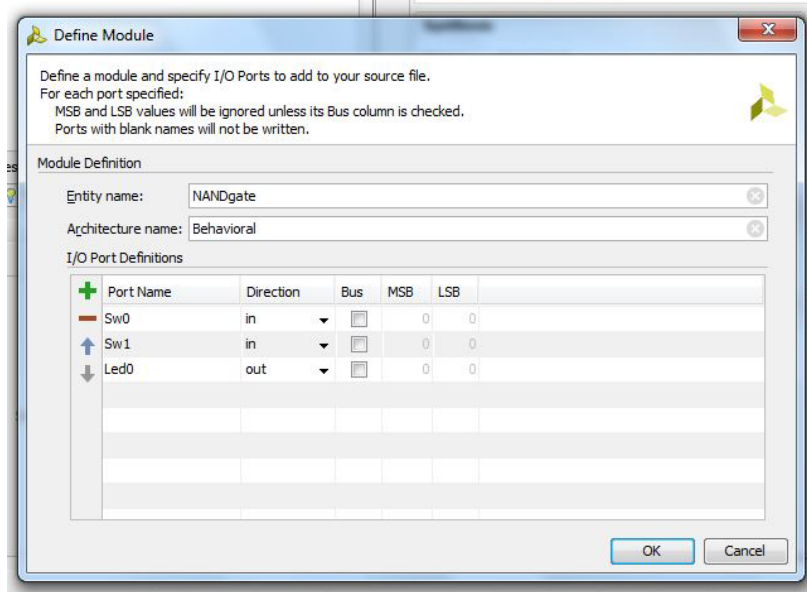 Define Module
Define a module and specify I/O Ports to add to your source file.
For each port specified:
MSB and LSB values will be ignored unless its Bus column is checked.
Ports with blank names will not be written.
Module Definition
Entity name: NANDgate
Architecture name: Behavioral
I/O Port Definitions
Port Name Direction Bus MSB LSB
Sw0 in 0 0
Sw1 in 0 0
Led0 out 0 0
OK Cancel